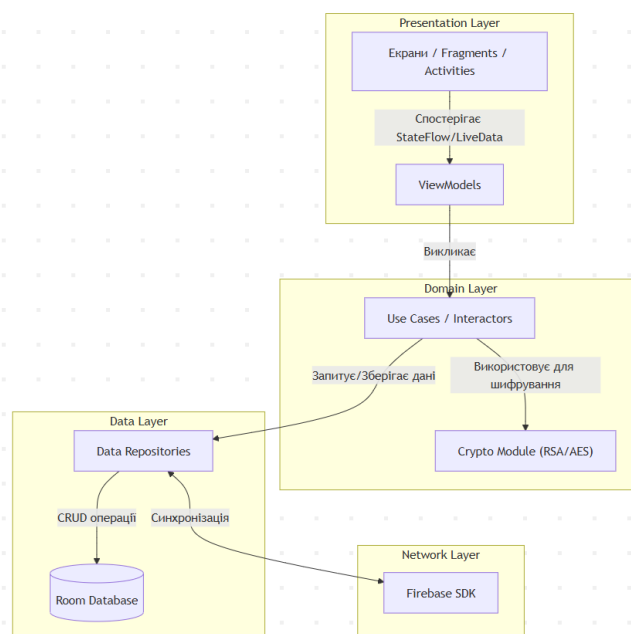 Presentation Layer
Екрани / Fragments /
Activities
Спостерігає
StateFlow/LiveData
ViewModels
Викликає
Domain Layer
Use Cases / Interactors
Запитує/Зберігає дані
Використовує для
шифрування
Crypto Module (RSA/AES)
Data Layer
Data Repositories
CRUD операції
Синхронізація
Room Database
Network Layer
Firebase SDK